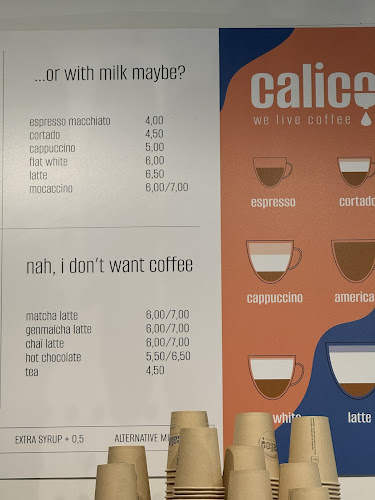 ...or with milk maybe?
espresso macchiato 4,00
cortado 4,50
cappuccino 5,00
flat white 6,00
latte 6,50
mocaccino 6,00/7,00
nah, i don't want coffee
matcha latte 6,00/7,00
genmaicha latte 6,00/7,00
chai latte 6,00/7,00
hot chocolate 5,50/6,50
tea 4,50
EXTRA SYRUP + 0,5 ALTERNATIVE
calico
we live coffee
espresso cortado
cappuccino america
white latte